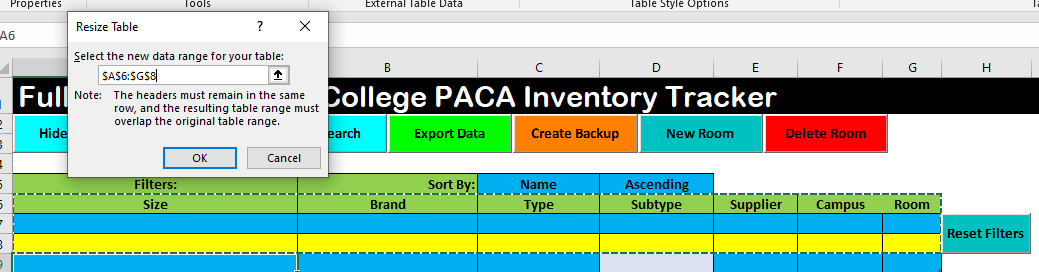 Properties Tools External Table Data Table Style Options
A6
Resize Table ? ×
Select the new data range for your table:
$A$6:$G$8
Note: The headers must remain in the same
row, and the resulting table range must
overlap the original table range.
OK Cancel
B C D E F G H
Full College PACA Inventory Tracker
Hide earch Export Data Create Backup New Room Delete Room
Filters: Sort By: Name Ascending
Size Brand Type Subtype Supplier Campus Room
Reset Filters